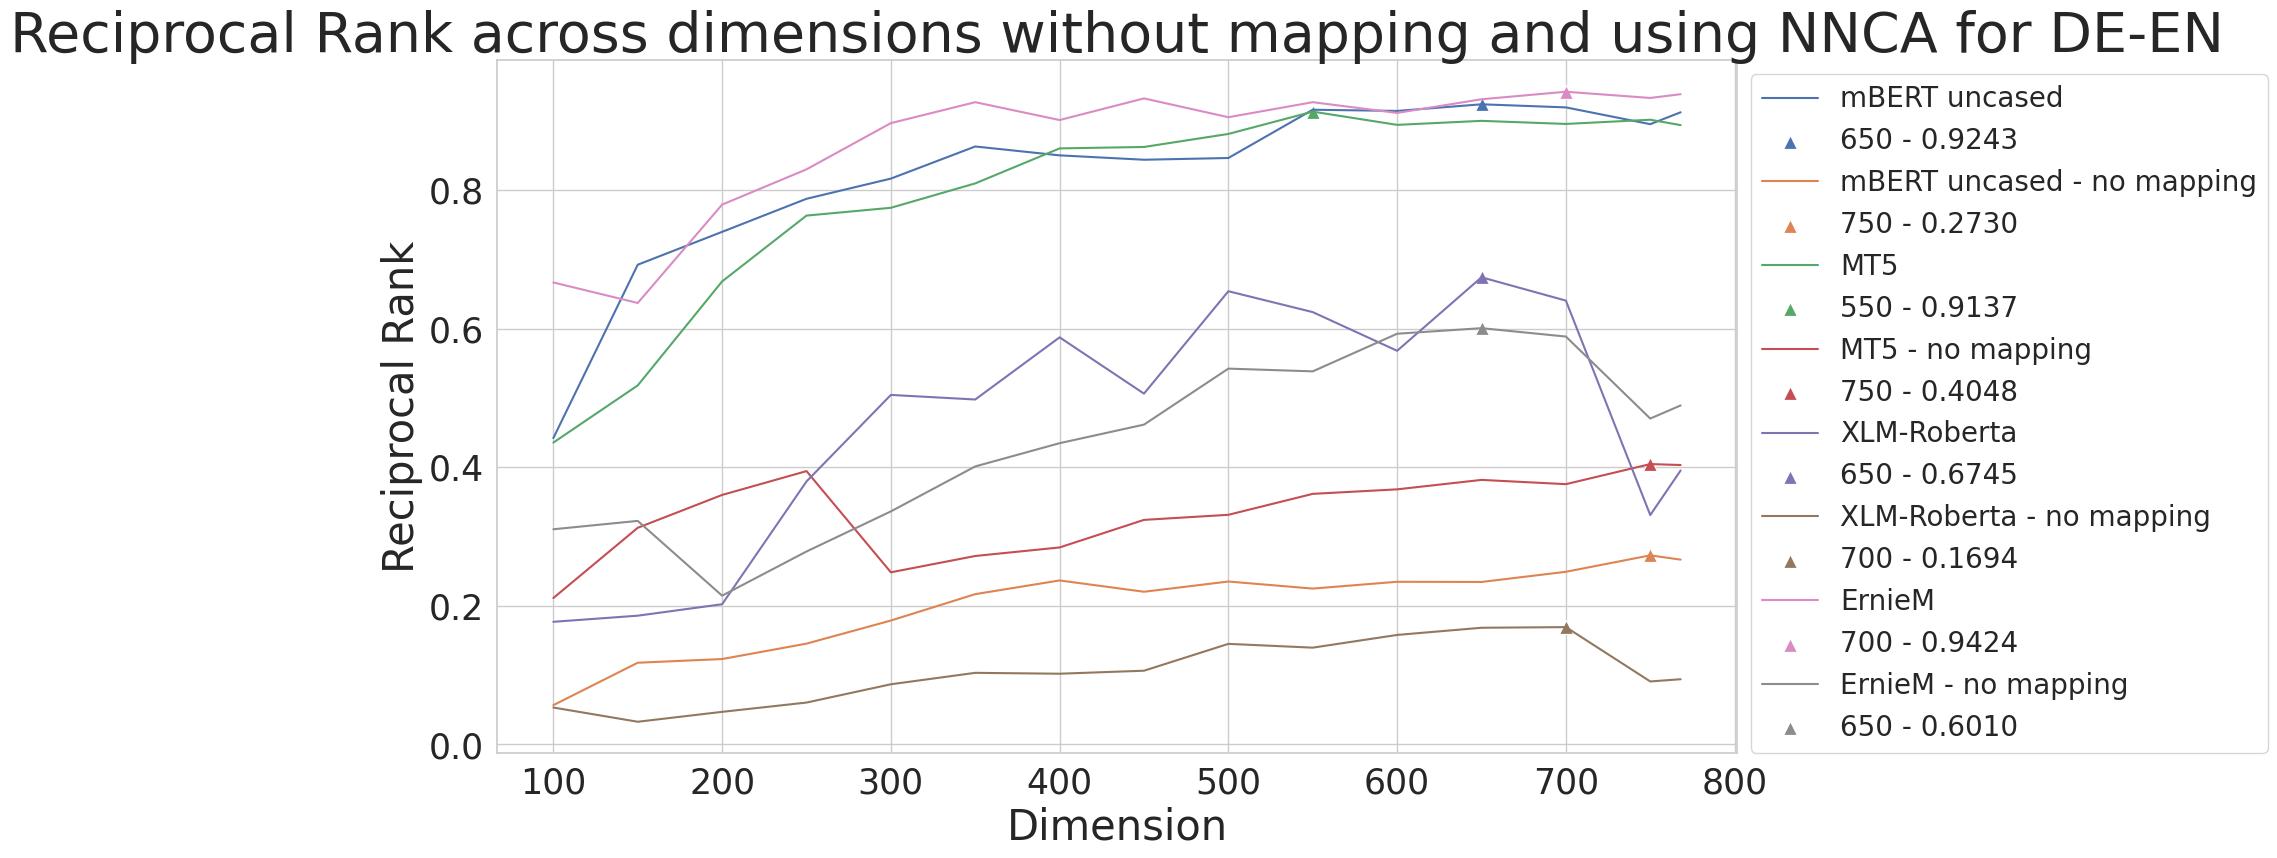 Reciprocal Rank across dimensions without mapping and using NNCA for DE-EN
Reciprocal Rank
0.8
0.6
0.4
0.2
0.0
100 200 300 400 500 600 700 800
Dimension
mBERT uncased
650 - 0.9243
mBERT uncased - no mapping
750 - 0.2730
MT5
550 - 0.9137
MT5 - no mapping
750 - 0.4048
XLM-Roberta
650 - 0.6745
XLM-Roberta - no mapping
700 - 0.1694
ErnieM
700 - 0.9424
ErnieM - no mapping
650 - 0.6010